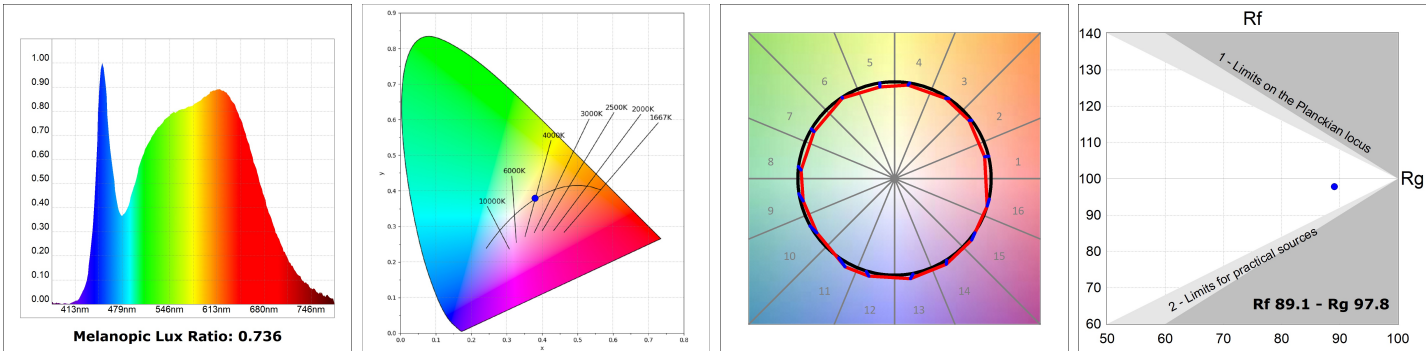 1.00
0.90
0.80
0.70
0.60
0.50
0.40
0.30
0.20
0.10
0.00
413nm 479nm 546nm 613nm 680nm 746nm
Melanopic Lux Ratio: 0.736
0.9
0.8
0.7
0.6
0.5
0.4
0.3
0.2
0.1
0.0
y
2500K
3000K 2000K
1667K
4000K
6000K
10000K
0.0 0.1 0.2 0.3 0.4 0.5 0.6 0.7 0.8
x
5 4
6 3
7 2
8 1
9 16
10 15
11 14
12 13
Rf
140
130
120
110
100
90
80
70
60
1 - Limits on the Planckian locus
Rg
2 - Limits for practical sources
Rf 89.1 - Rg 97.8
50 60 70 80 90 100